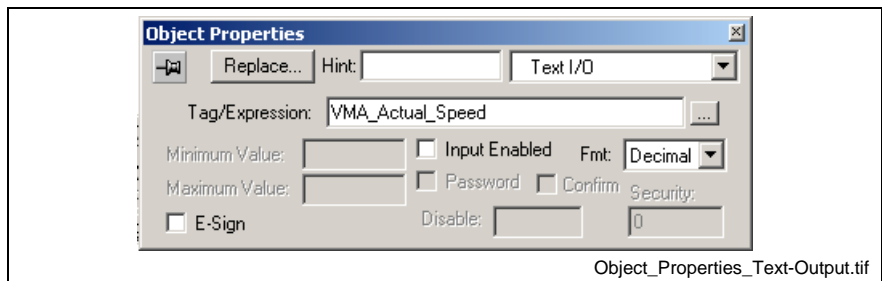 Object Properties
Replace... Hint: Text I/O
Tag/Expression: VMA_Actual_Speed ...
Minimum Value: Input Enabled Fmt: Decimal
Maximum Value: Password Confirm Security:
E-Sign Disable: 0
Object_Properties_Text-Output.tif